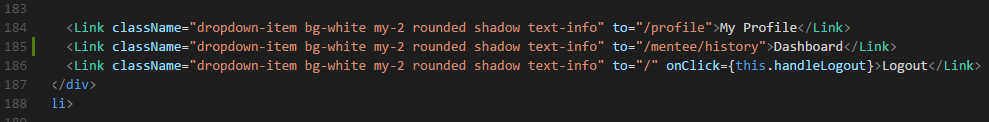 183
184 <Link className="dropdown-item bg-white my-2 rounded shadow text-info" to="/profile">My Profile</Link>
185 <Link className="dropdown-item bg-white my-2 rounded shadow text-info" to="/mentee/history">Dashboard</Link>
186 <Link className="dropdown-item bg-white my-2 rounded shadow text-info" to="/" onClick={this.handleLogout}>Logout</Link>
187 </div>
188 li>